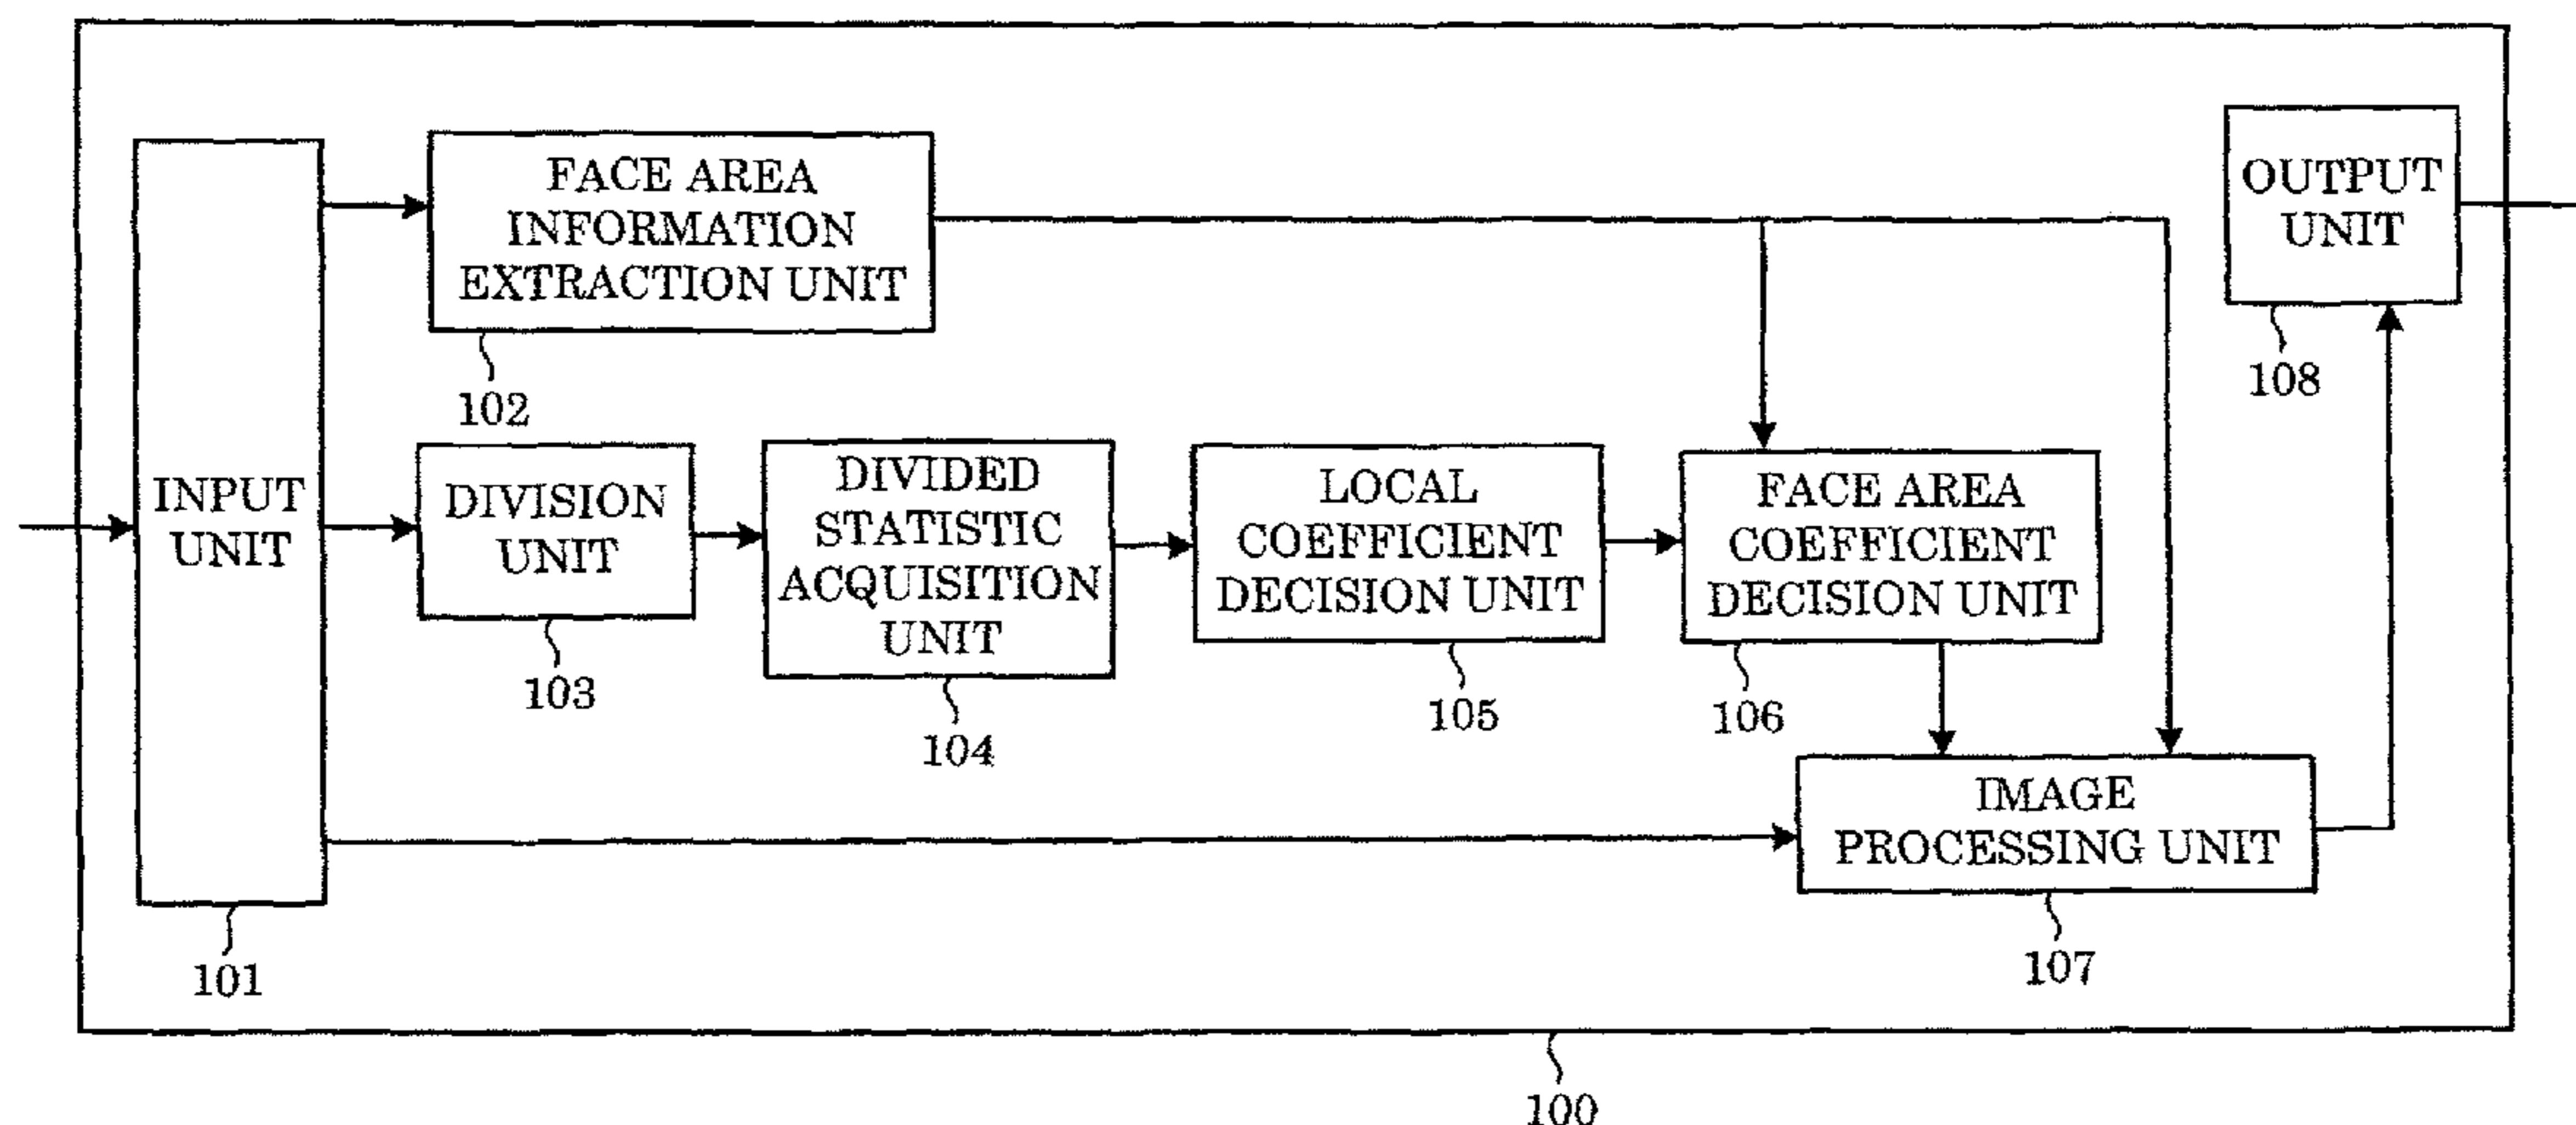 FACE AREA
INFORMATION
EXTRACTION UNIT
102
OUTPUT
UNIT
108
INPUT
UNIT
101
DIVISION
UNIT
103
DIVIDED
STATISTIC
ACQUISITION
UNIT
104
LOCAL
COEFFICIENT
DECISION UNIT
105
FACE AREA
COEFFICIENT
DECISION UNIT
106
IMAGE
PROCESSING UNIT
107
100